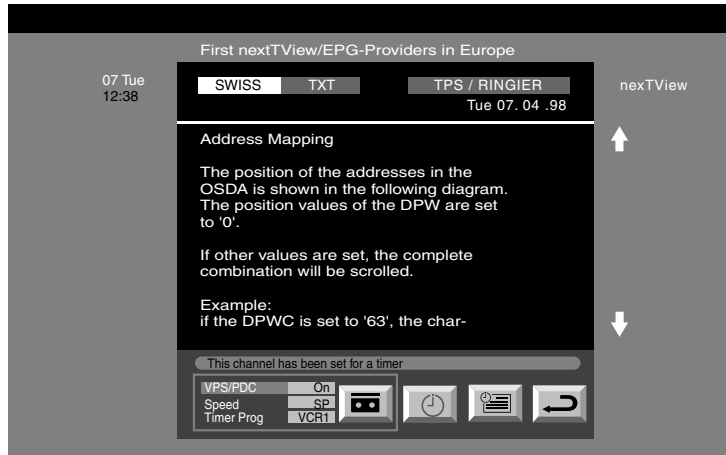 First nextTView/EPG-Providers in Europe
07 Tue
12:38
SWISS TXT TPS / RINGIER
Tue 07. 04 .98
nexTView
Address Mapping
The position of the addresses in the
OSDA is shown in the following diagram.
The position values of the DPW are set
to '0'.
If other values are set, the complete
combination will be scrolled.
Example:
if the DPWC is set to '63', the char-
This channel has been set for a timer
VPS/PDC On
Speed SP
Timer Prog VCR1